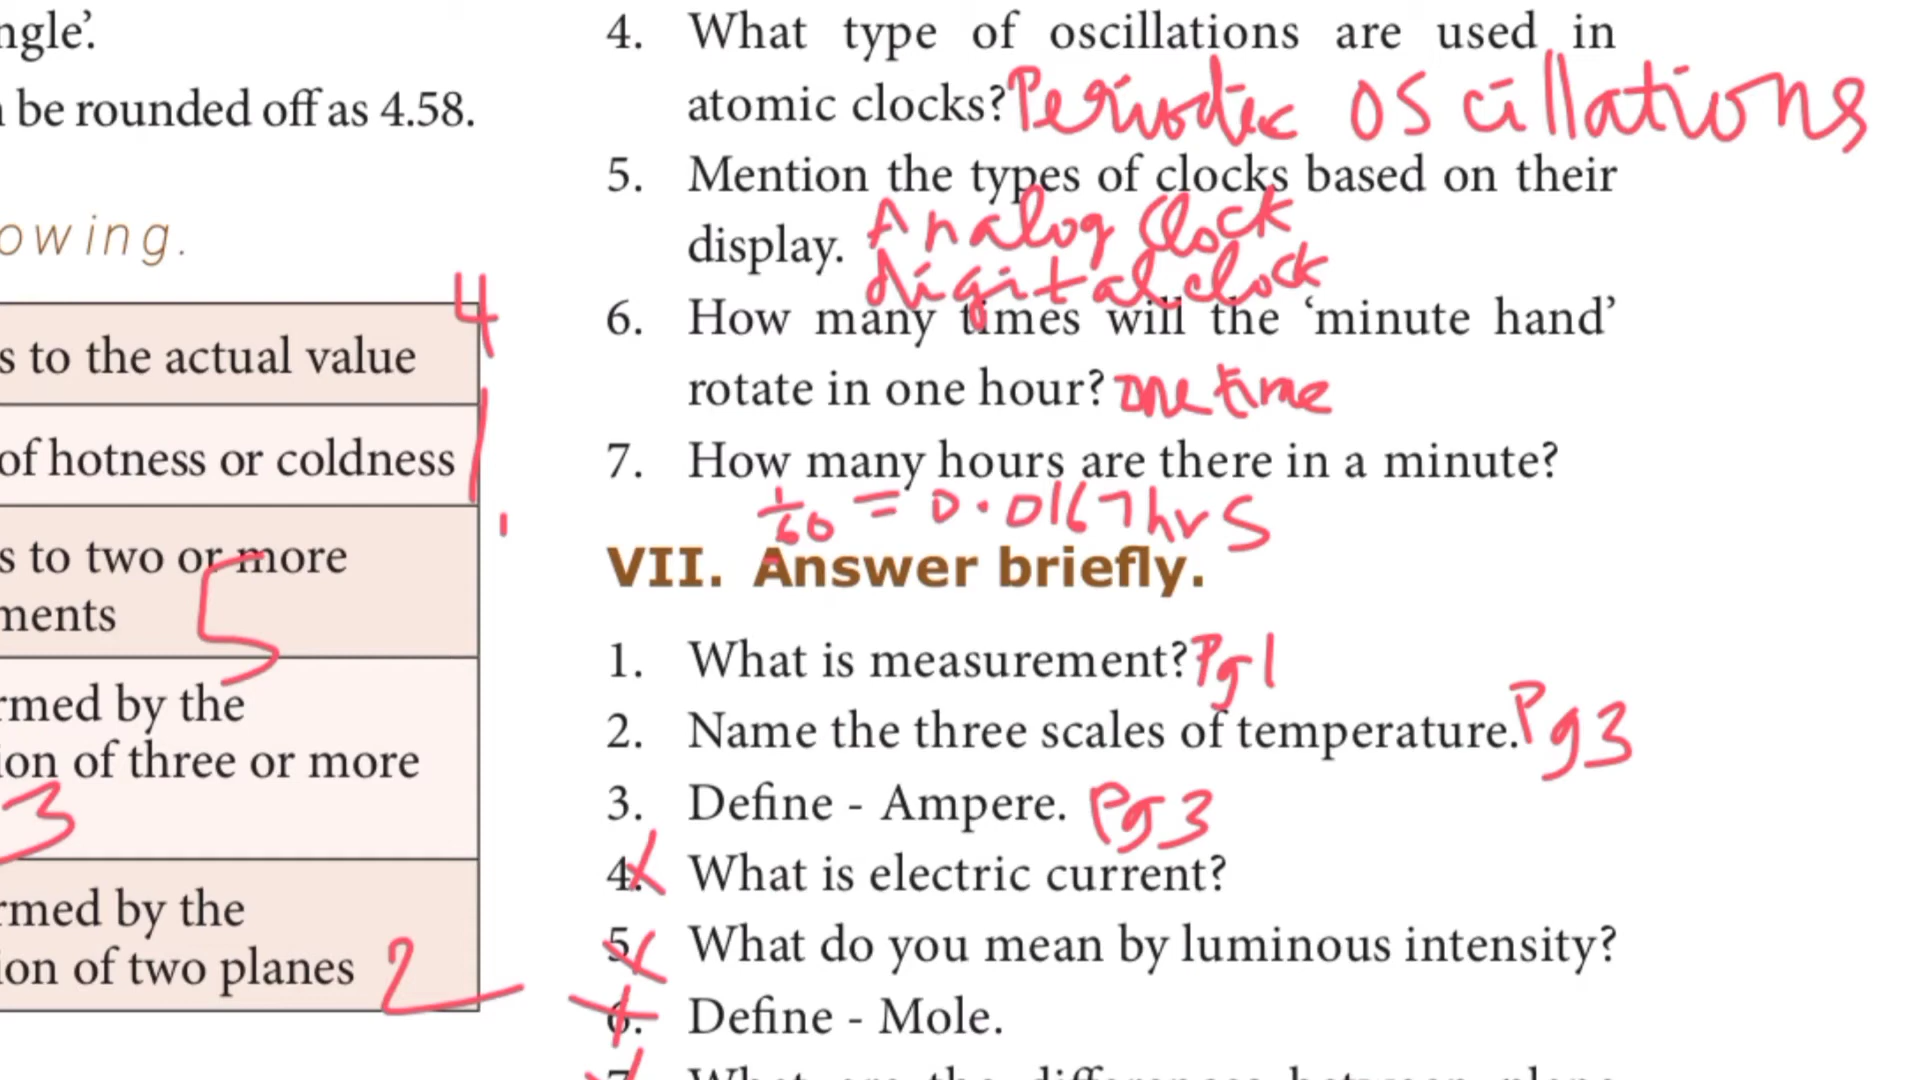 ngle’.
be rounded off as 4.58.
owing.
s to the actual value
4
of hotness or coldness
1
s to two or more
ments
5
rmed by the
ion of three or more
3
rmed by the
ion of two planes 2
4. What type of oscillations are used in
atomic clocks? Periodic oscillations
5. Mention the types of clocks based on their
display. Analog clock
digital clock
6. How many times will the ‘minute hand’
rotate in one hour? one time
7. How many hours are there in a minute?
1/60 = 0.0167 hrs
VII. Answer briefly.
1. What is measurement? Pg 1
2. Name the three scales of temperature. Pg 3
3. Define - Ampere. Pg 3
4. What is electric current?
5. What do you mean by luminous intensity?
6. Define - Mole.